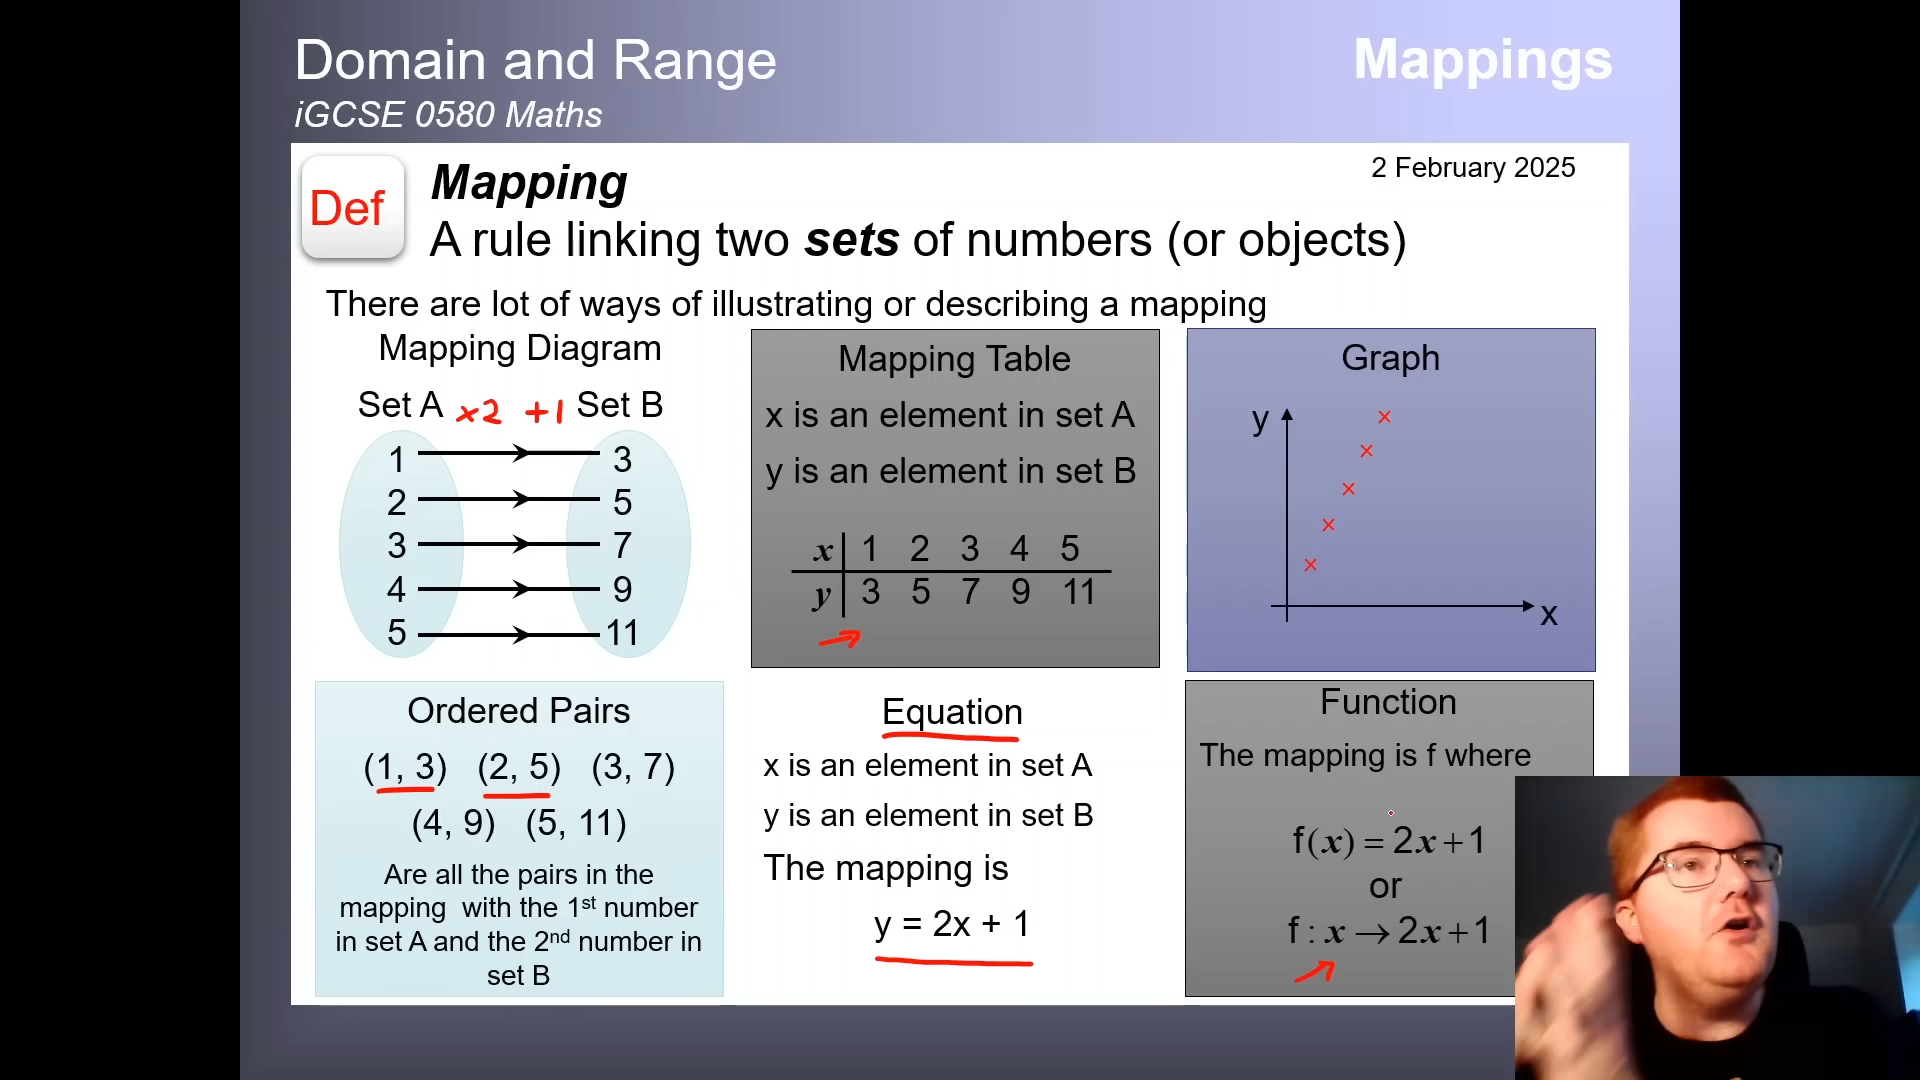 Domain and Range
Mappings
iGCSE 0580 Maths
2 February 2025
Def
Mapping
A rule linking two sets of numbers (or objects)
There are lot of ways of illustrating or describing a mapping
Mapping Diagram
Set A ×2 +1 Set B
1 3
2 5
3 7
4 9
5 11
Mapping Table
x is an element in set A
y is an element in set B
x 1 2 3 4 5
y 3 5 7 9 11
Graph
y
x
Ordered Pairs
(1, 3) (2, 5) (3, 7)
(4, 9) (5, 11)
Are all the pairs in the
mapping with the 1st number
in set A and the 2nd number in
set B
Equation
x is an element in set A
y is an element in set B
The mapping is
y = 2x + 1
Function
The mapping is f where
f(x) = 2x+1
or
f : x → 2x+1